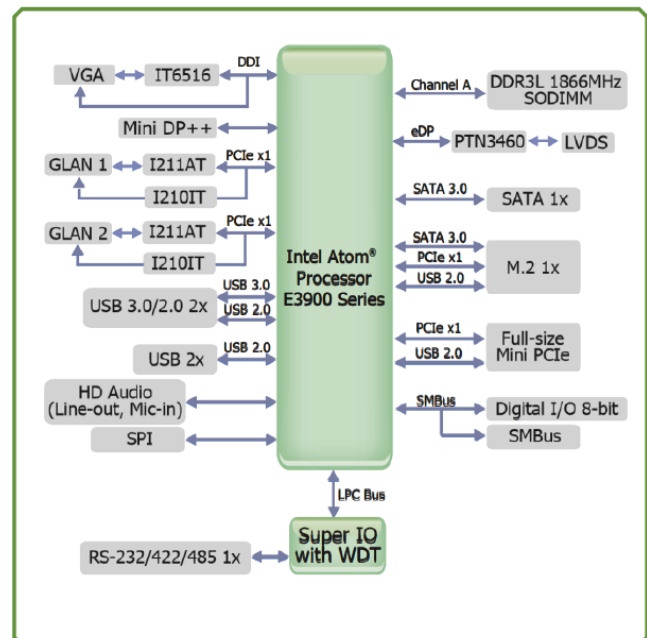 DDI
VGA
IT6516
Mini DP++
GLAN 1
I211AT
PCIe x1
I210IT
GLAN 2
I211AT
PCIe x1
I210IT
USB 3.0/2.0 2x
USB 3.0
USB 2.0
USB 2x
USB 2.0
HD Audio
(Line-out, Mic-in)
SPI
Intel Atom®
Processor
E3900 Series
Channel A
DDR3L 1866MHz
SODIMM
eDP
PTN3460
LVDS
SATA 3.0
SATA 1x
SATA 3.0
PCIe x1
USB 2.0
M.2 1x
PCIe x1
USB 2.0
Full-size
Mini PCIe
SMBus
Digital I/O 8-bit
SMBus
LPC Bus
Super IO
with WDT
RS-232/422/485 1x